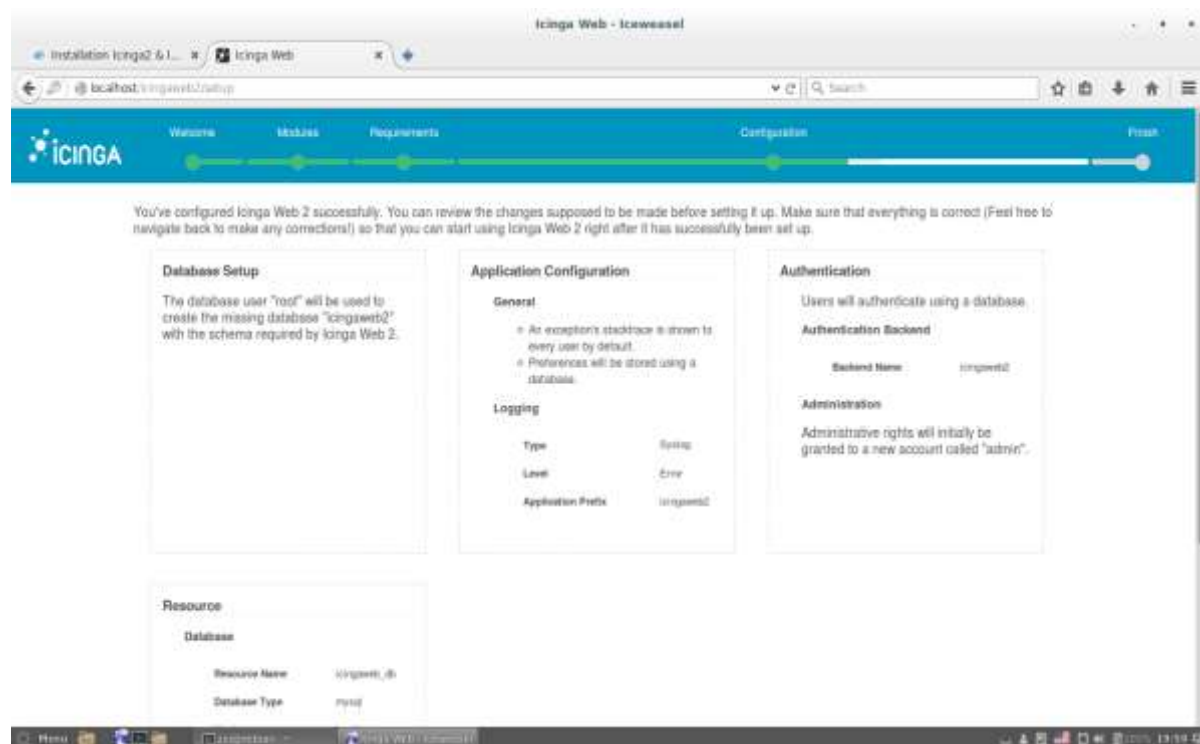 Icinga Web - Iceweasel
Installation Icinga2 & I...
Icinga Web
localhost/icingaweb2/setup
Search
ICINGA
Welcome
Modules
Requirements
Configuration
Finish
You've configured Icinga Web 2 successfully. You can review the changes supposed to be made before setting it up. Make sure that everything is correct (Feel free to
navigate back to make any corrections!) so that you can start using Icinga Web 2 right after it has successfully been set up.
Database Setup
The database user "root" will be used to
create the missing database "icingaweb2"
with the schema required by Icinga Web 2.
Application Configuration
General
An exception's stacktrace is shown to
every user by default.
Preferences will be stored using a
database.
Logging
Type Syslog
Level Error
Application Prefix icingaweb2
Authentication
Users will authenticate using a database.
Authentication Backend
Backend Name icingaweb2
Administration
Administrative rights will initially be
granted to a new account called "admin".
Resource
Database
Resource Name icingaweb_db
Database Type mysql
Menu
Icinga Web - Iceweasel